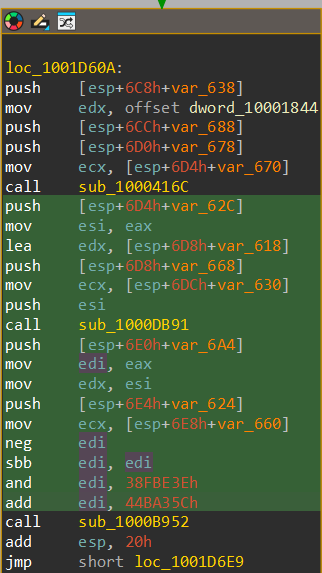 loc_1001D60A:
push [esp+6C8h+var_638]
mov edx, offset dword_10001844
push [esp+6CCh+var_688]
push [esp+6D0h+var_678]
mov ecx, [esp+6D4h+var_670]
call sub_1000416C
push [esp+6D4h+var_62C]
mov esi, eax
lea edx, [esp+6D8h+var_618]
push [esp+6D8h+var_668]
mov ecx, [esp+6DCh+var_630]
push esi
call sub_1000DB91
push [esp+6E0h+var_6A4]
mov edi, eax
mov edx, esi
push [esp+6E4h+var_624]
mov ecx, [esp+6E8h+var_660]
neg edi
sbb edi, edi
and edi, 38FBE3Eh
add edi, 44BA35Ch
call sub_1000B952
add esp, 20h
jmp short loc_1001D6E9